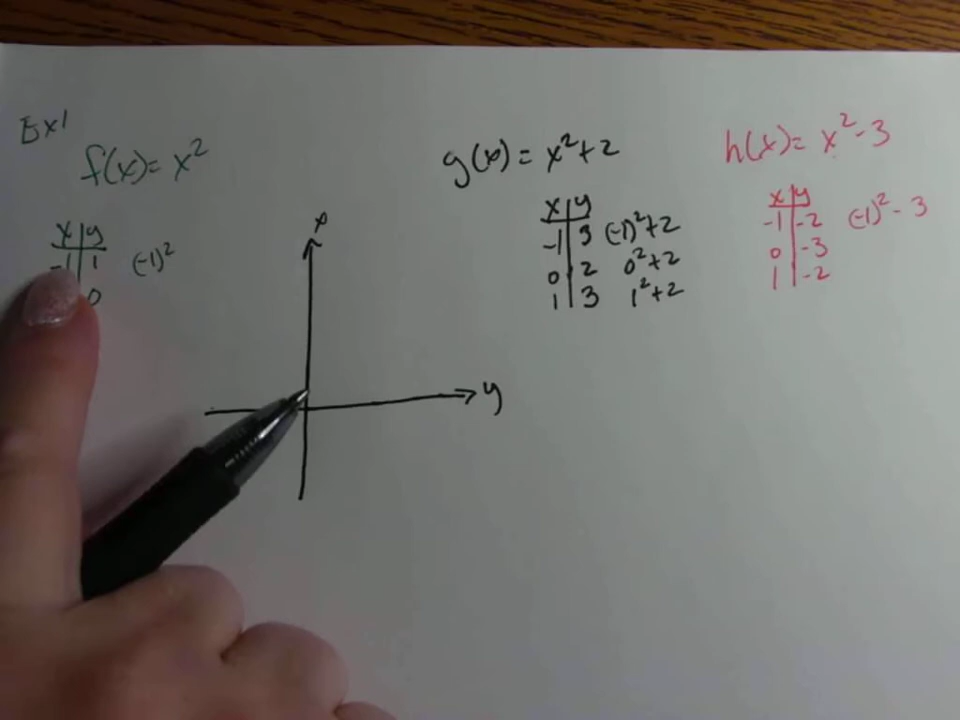 Ex1
f(x)= x²
x | y
-1 | 1 (-1)²
0
x
y
g(x) = x²+2
x | y
-1 | 3 (-1)²+2
0 | 2 0²+2
1 | 3 1²+2
h(x)= x²-3
x | y
-1 | -2 (-1)² - 3
0 | -3
1 | -2